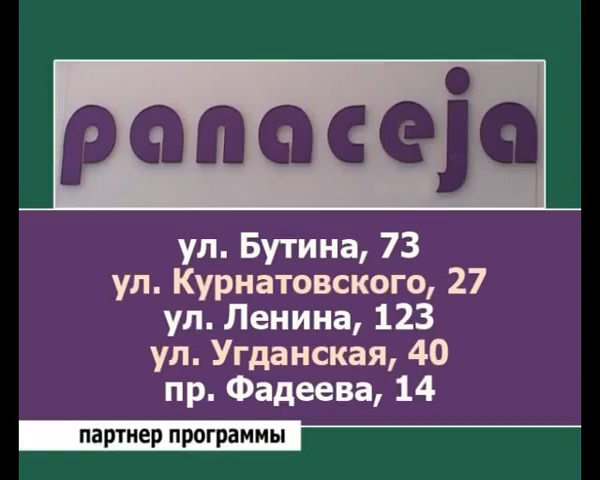 panaceja
ул. Бутина, 73
ул. Курнатовского, 27
ул. Ленина, 123
ул. Угданская, 40
пр. Фадеева, 14
партнер программы